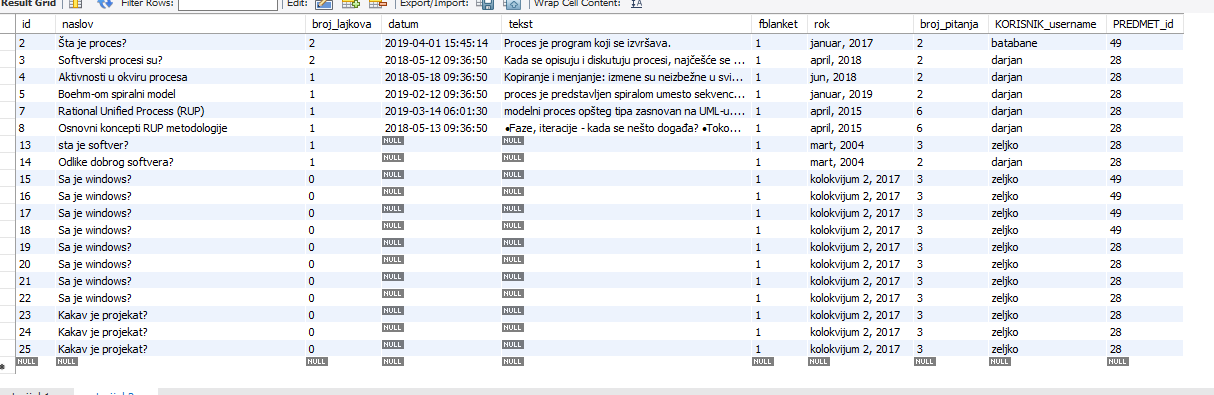 Result Grid Filter Rows: Edit: Export/Import: Wrap Cell Content: IA
id naslov broj_lajkova datum tekst fblanket rok broj_pitanja KORISNIK_username PREDMET_id
2 Šta je proces? 2 2019-04-01 15:45:14 Proces je program koji se izvršava. 1 januar, 2017 2 batabane 49
3 Softverski procesi su? 2 2018-05-12 09:36:50 Kada se opisuju i diskutuju procesi, najčešće se ... 1 april, 2018 2 darjan 28
4 Aktivnosti u okviru procesa 1 2018-05-18 09:36:50 Kopiranje i menjanje: izmene su neizbežne u svi... 1 jun, 2018 2 darjan 28
5 Boehm-om spiralni model 1 2019-02-12 09:36:50 proces je predstavljen spiralom umesto sekvenc... 1 januar, 2019 2 darjan 28
7 Rational Unified Process (RUP) 1 2019-03-14 06:01:30 modelni proces opšteg tipa zasnovan na UML-u.... 1 april, 2015 6 darjan 28
8 Osnovni koncepti RUP metodologije 1 2018-05-13 09:36:50 •Faze, iteracije - kada se nešto događa? •Toko... 1 april, 2015 6 darjan 28
13 sta je softver? 1 NULL NULL 1 mart, 2004 3 zeljko 28
14 Odlike dobrog softvera? 1 NULL NULL 1 mart, 2004 2 darjan 28
15 Sa je windows? 0 NULL NULL 1 kolokvijum 2, 2017 3 zeljko 49
16 Sa je windows? 0 NULL NULL 1 kolokvijum 2, 2017 3 zeljko 49
17 Sa je windows? 0 NULL NULL 1 kolokvijum 2, 2017 3 zeljko 49
18 Sa je windows? 0 NULL NULL 1 kolokvijum 2, 2017 3 zeljko 49
19 Sa je windows? 0 NULL NULL 1 kolokvijum 2, 2017 3 zeljko 28
20 Sa je windows? 0 NULL NULL 1 kolokvijum 2, 2017 3 zeljko 28
21 Sa je windows? 0 NULL NULL 1 kolokvijum 2, 2017 3 zeljko 28
22 Sa je windows? 0 NULL NULL 1 kolokvijum 2, 2017 3 zeljko 28
23 Kakav je projekat? 0 NULL NULL 1 kolokvijum 2, 2017 3 zeljko 28
24 Kakav je projekat? 0 NULL NULL 1 kolokvijum 2, 2017 3 zeljko 28
25 Kakav je projekat? 0 NULL NULL 1 kolokvijum 2, 2017 3 zeljko 28
NULL NULL NULL NULL NULL NULL NULL NULL NULL NULL